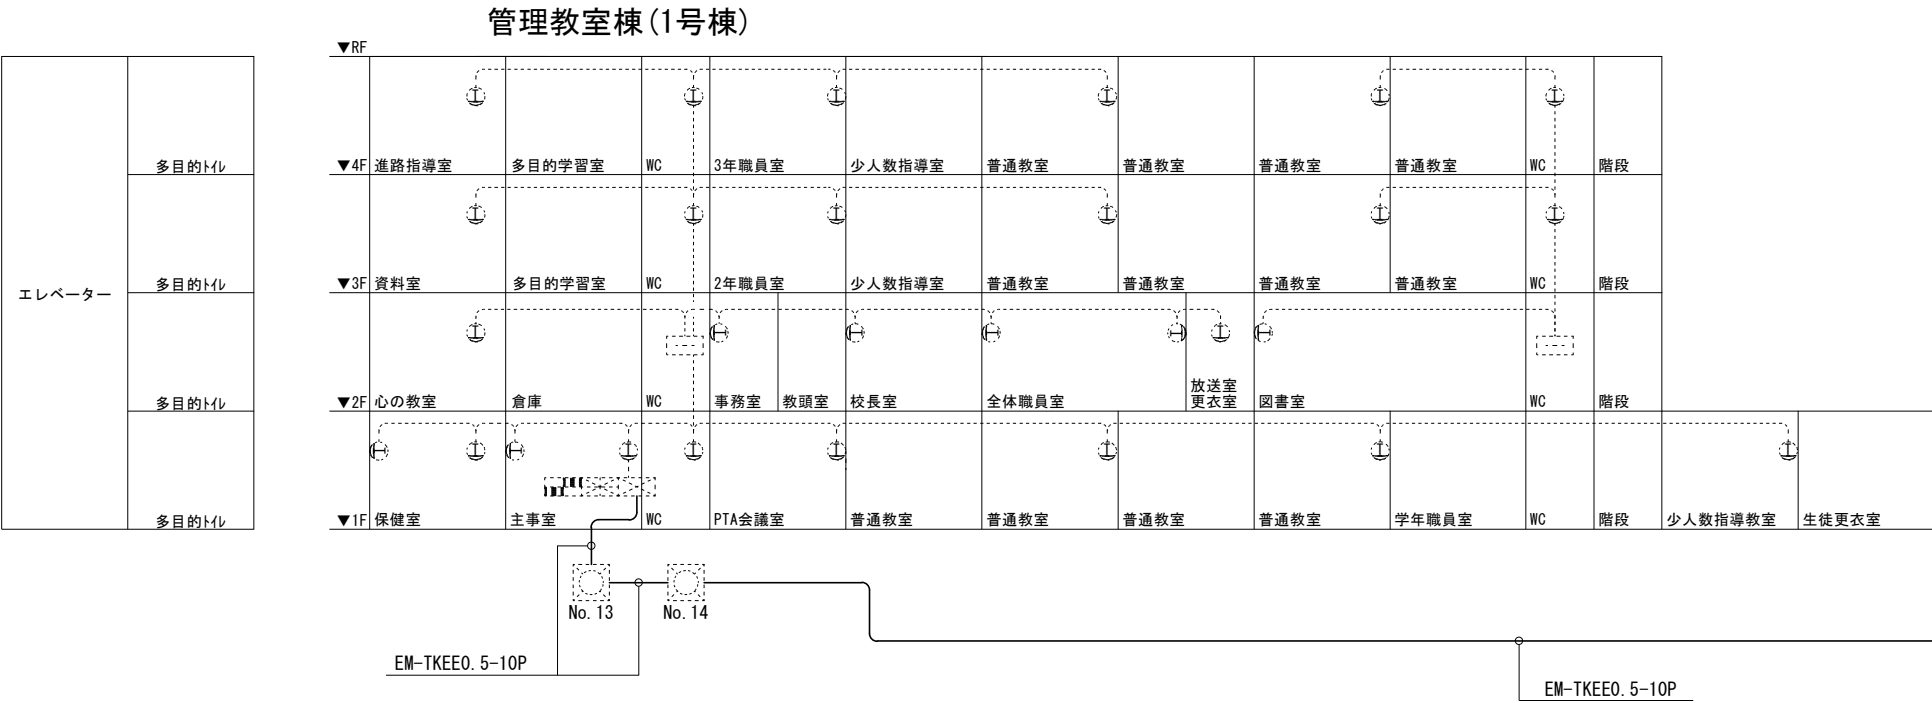 管理教室棟(1号棟)
▼RF
多目的ﾄｲﾚ
▼4F 進路指導室 多目的学習室 WC 3年職員室 少人数指導室 普通教室 普通教室 普通教室 普通教室 WC 階段
エレベーター
多目的ﾄｲﾚ
▼3F 資料室 多目的学習室 WC 2年職員室 少人数指導室 普通教室 普通教室 普通教室 普通教室 WC 階段
多目的ﾄｲﾚ
放送室
▼2F 心の教室 倉庫 WC 事務室 教頭室 校長室 全体職員室 更衣室 図書室 WC 階段
多目的ﾄｲﾚ
▼1F 保健室 主事室 WC PTA会議室 普通教室 普通教室 普通教室 普通教室 学年職員室 WC 階段 少人数指導教室 生徒更衣室
No.13 No.14
EM-TKEE0.5-10P
EM-TKEE0.5-10P